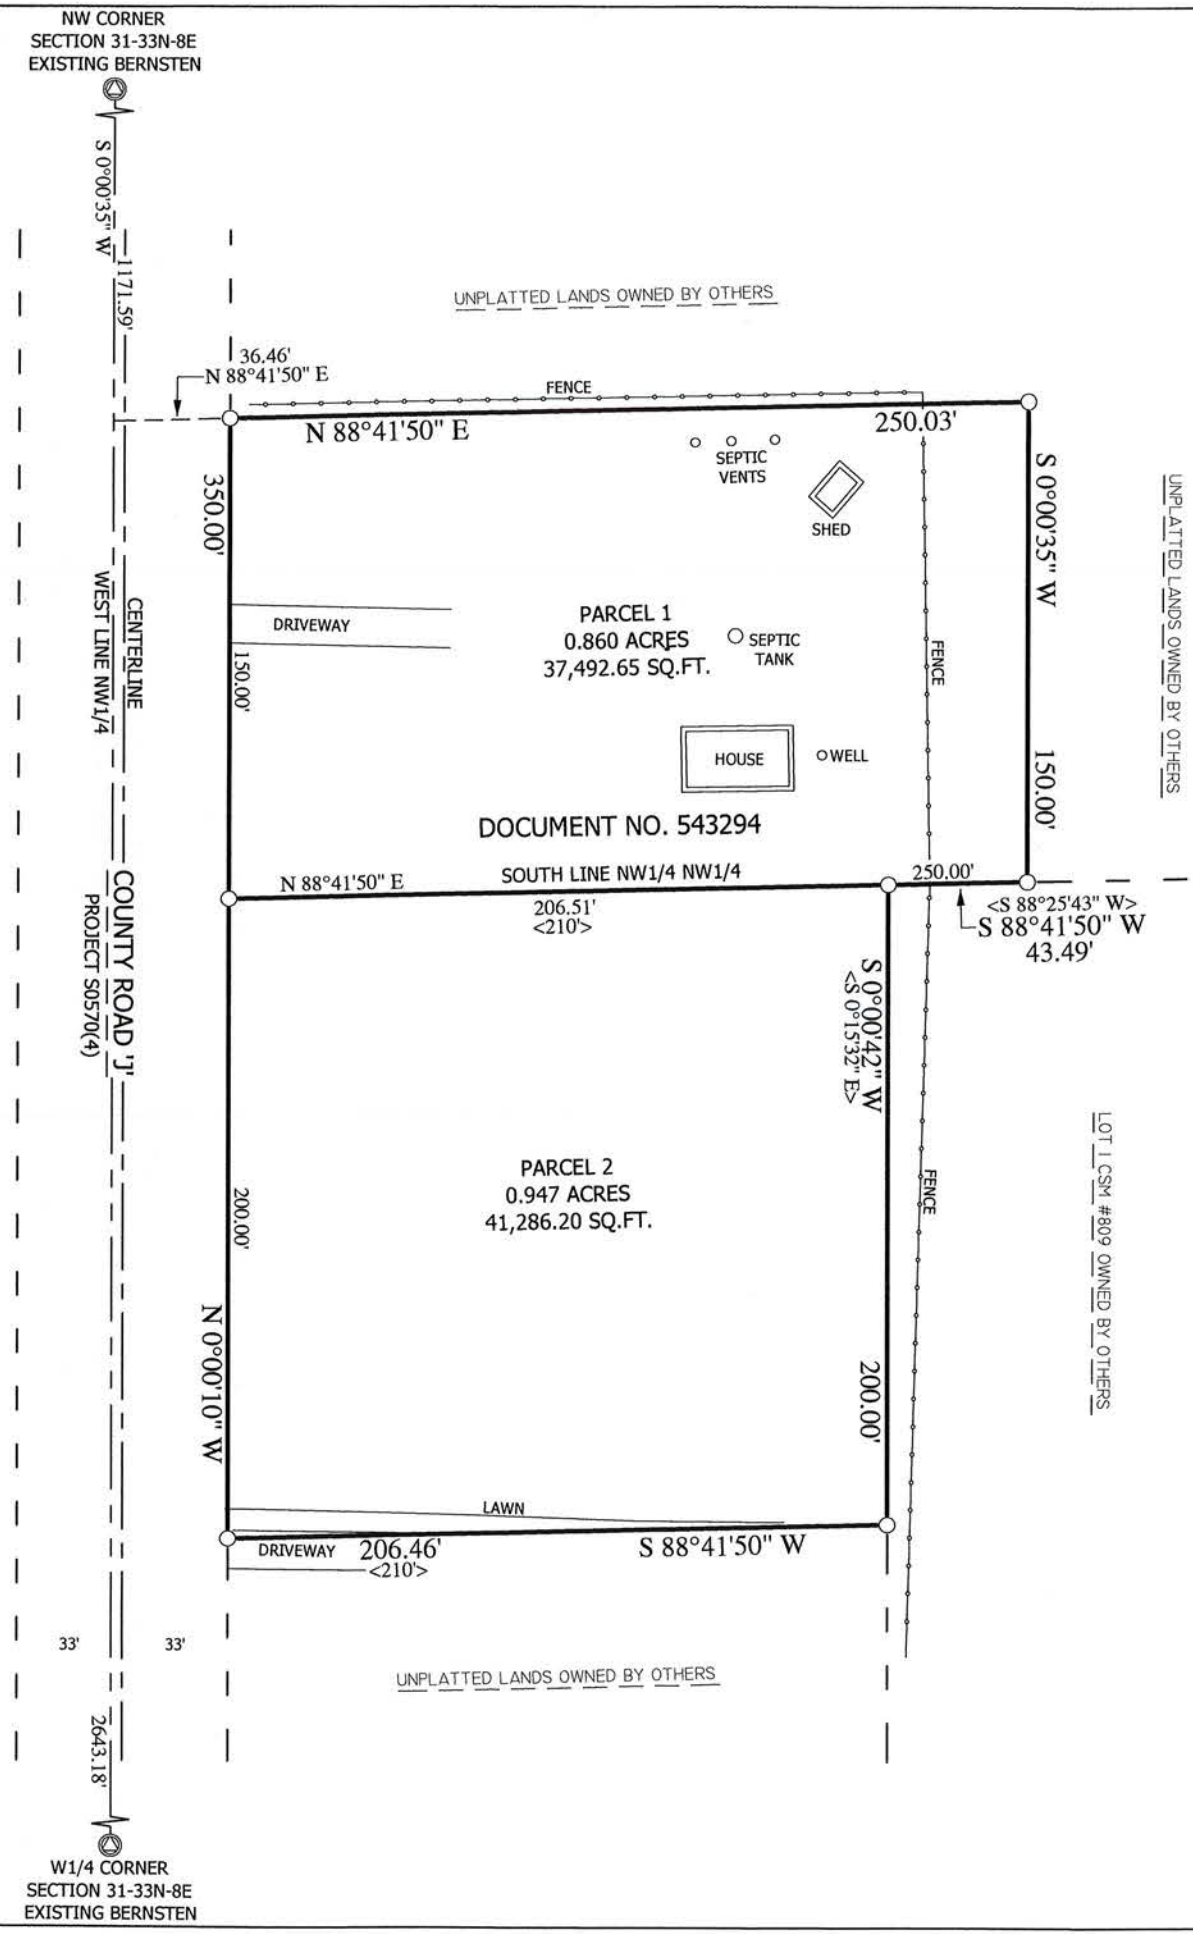 NW CORNER
SECTION 31-33N-8E
EXISTING BERNSTEN
S 0°00'35" W
1171.59'
UNPLATTED LANDS OWNED BY OTHERS
36.46'
N 88°41'50" E
FENCE
N 88°41'50" E
250.03'
SEPTIC
VENTS
SHED
S 0°00'35" W
150.00'
UNPLATTED LANDS OWNED BY OTHERS
350.00'
DRIVEWAY
150.00'
PARCEL 1
0.860 ACRES
37,492.65 SQ.FT.
SEPTIC
TANK
FENCE
HOUSE
WELL
CENTERLINE
WEST LINE NW1/4
DOCUMENT NO. 543294
N 88°41'50" E
SOUTH LINE NW1/4 NW1/4
250.00'
206.51'
<210'>
<S 88°25'43" W>
S 88°41'50" W
43.49'
COUNTY ROAD 'J'
PROJECT S0570(4)
S 0°00'42" W
<S 0°15'32" E>
PARCEL 2
0.947 ACRES
41,286.20 SQ.FT.
200.00'
N 0°00'10" W
200.00'
FENCE
LOT 1 CSM #809 OWNED BY OTHERS
LAWN
DRIVEWAY
206.46'
<210'>
S 88°41'50" W
33'
33'
UNPLATTED LANDS OWNED BY OTHERS
2643.18'
W1/4 CORNER
SECTION 31-33N-8E
EXISTING BERNSTEN